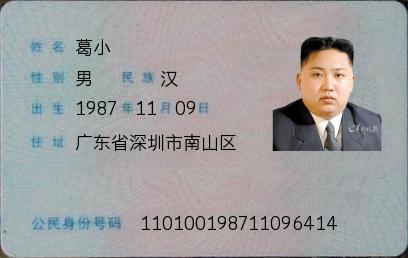 姓名 葛小
性别 男 民族 汉
出生 1987 年 11 月 09 日
住址 广东省深圳市南山区
公民身份号码 110100198711096414